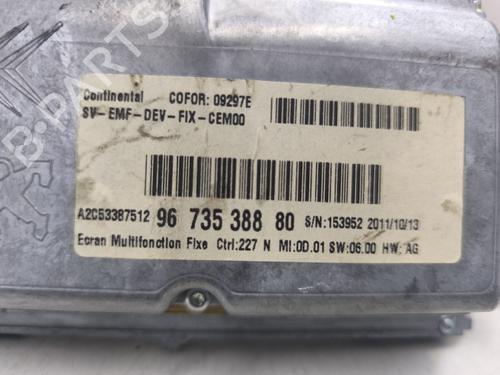 Continental COFOR: 09297E
SV-EMF-DEV-FIX-CEM00
A2C53387512 96 735 388 80 S/N:153952 2011/10/13
Ecran Multifonction Fixe Ctrl:227 N MI:0D.01 SW:06.00 HW: AG
B-PARTS